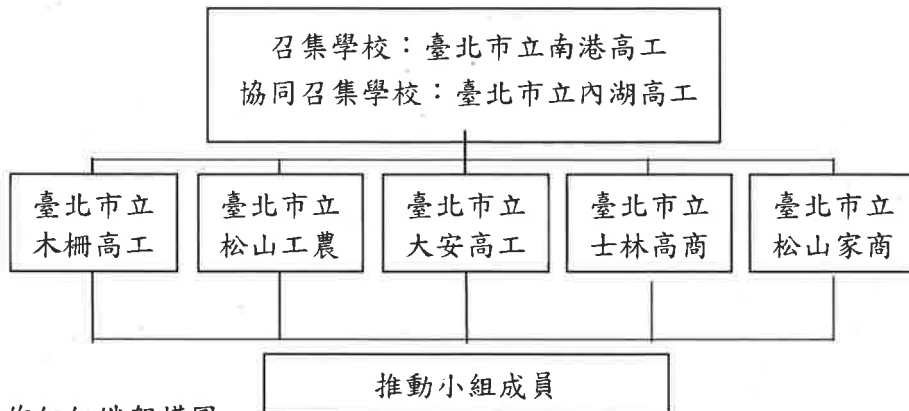 召集學校：臺北市立南港高工
協同召集學校：臺北市立內湖高工
臺北市立
木柵高工
臺北市立
松山工農
臺北市立
大安高工
臺北市立
士林高商
臺北市立
松山家商
推動小組成員